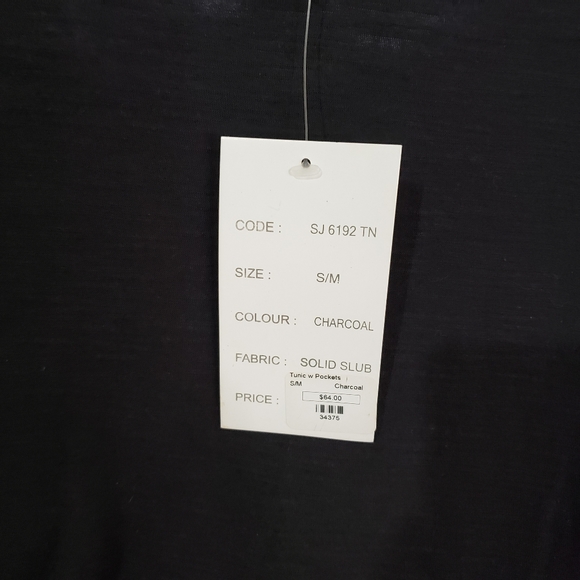 CODE : SJ 6192 TN
SIZE : S/M
COLOUR : CHARCOAL
FABRIC : SOLID SLUB
Tunic w Pockets
S/M Charcoal
PRICE : $64.00
34375